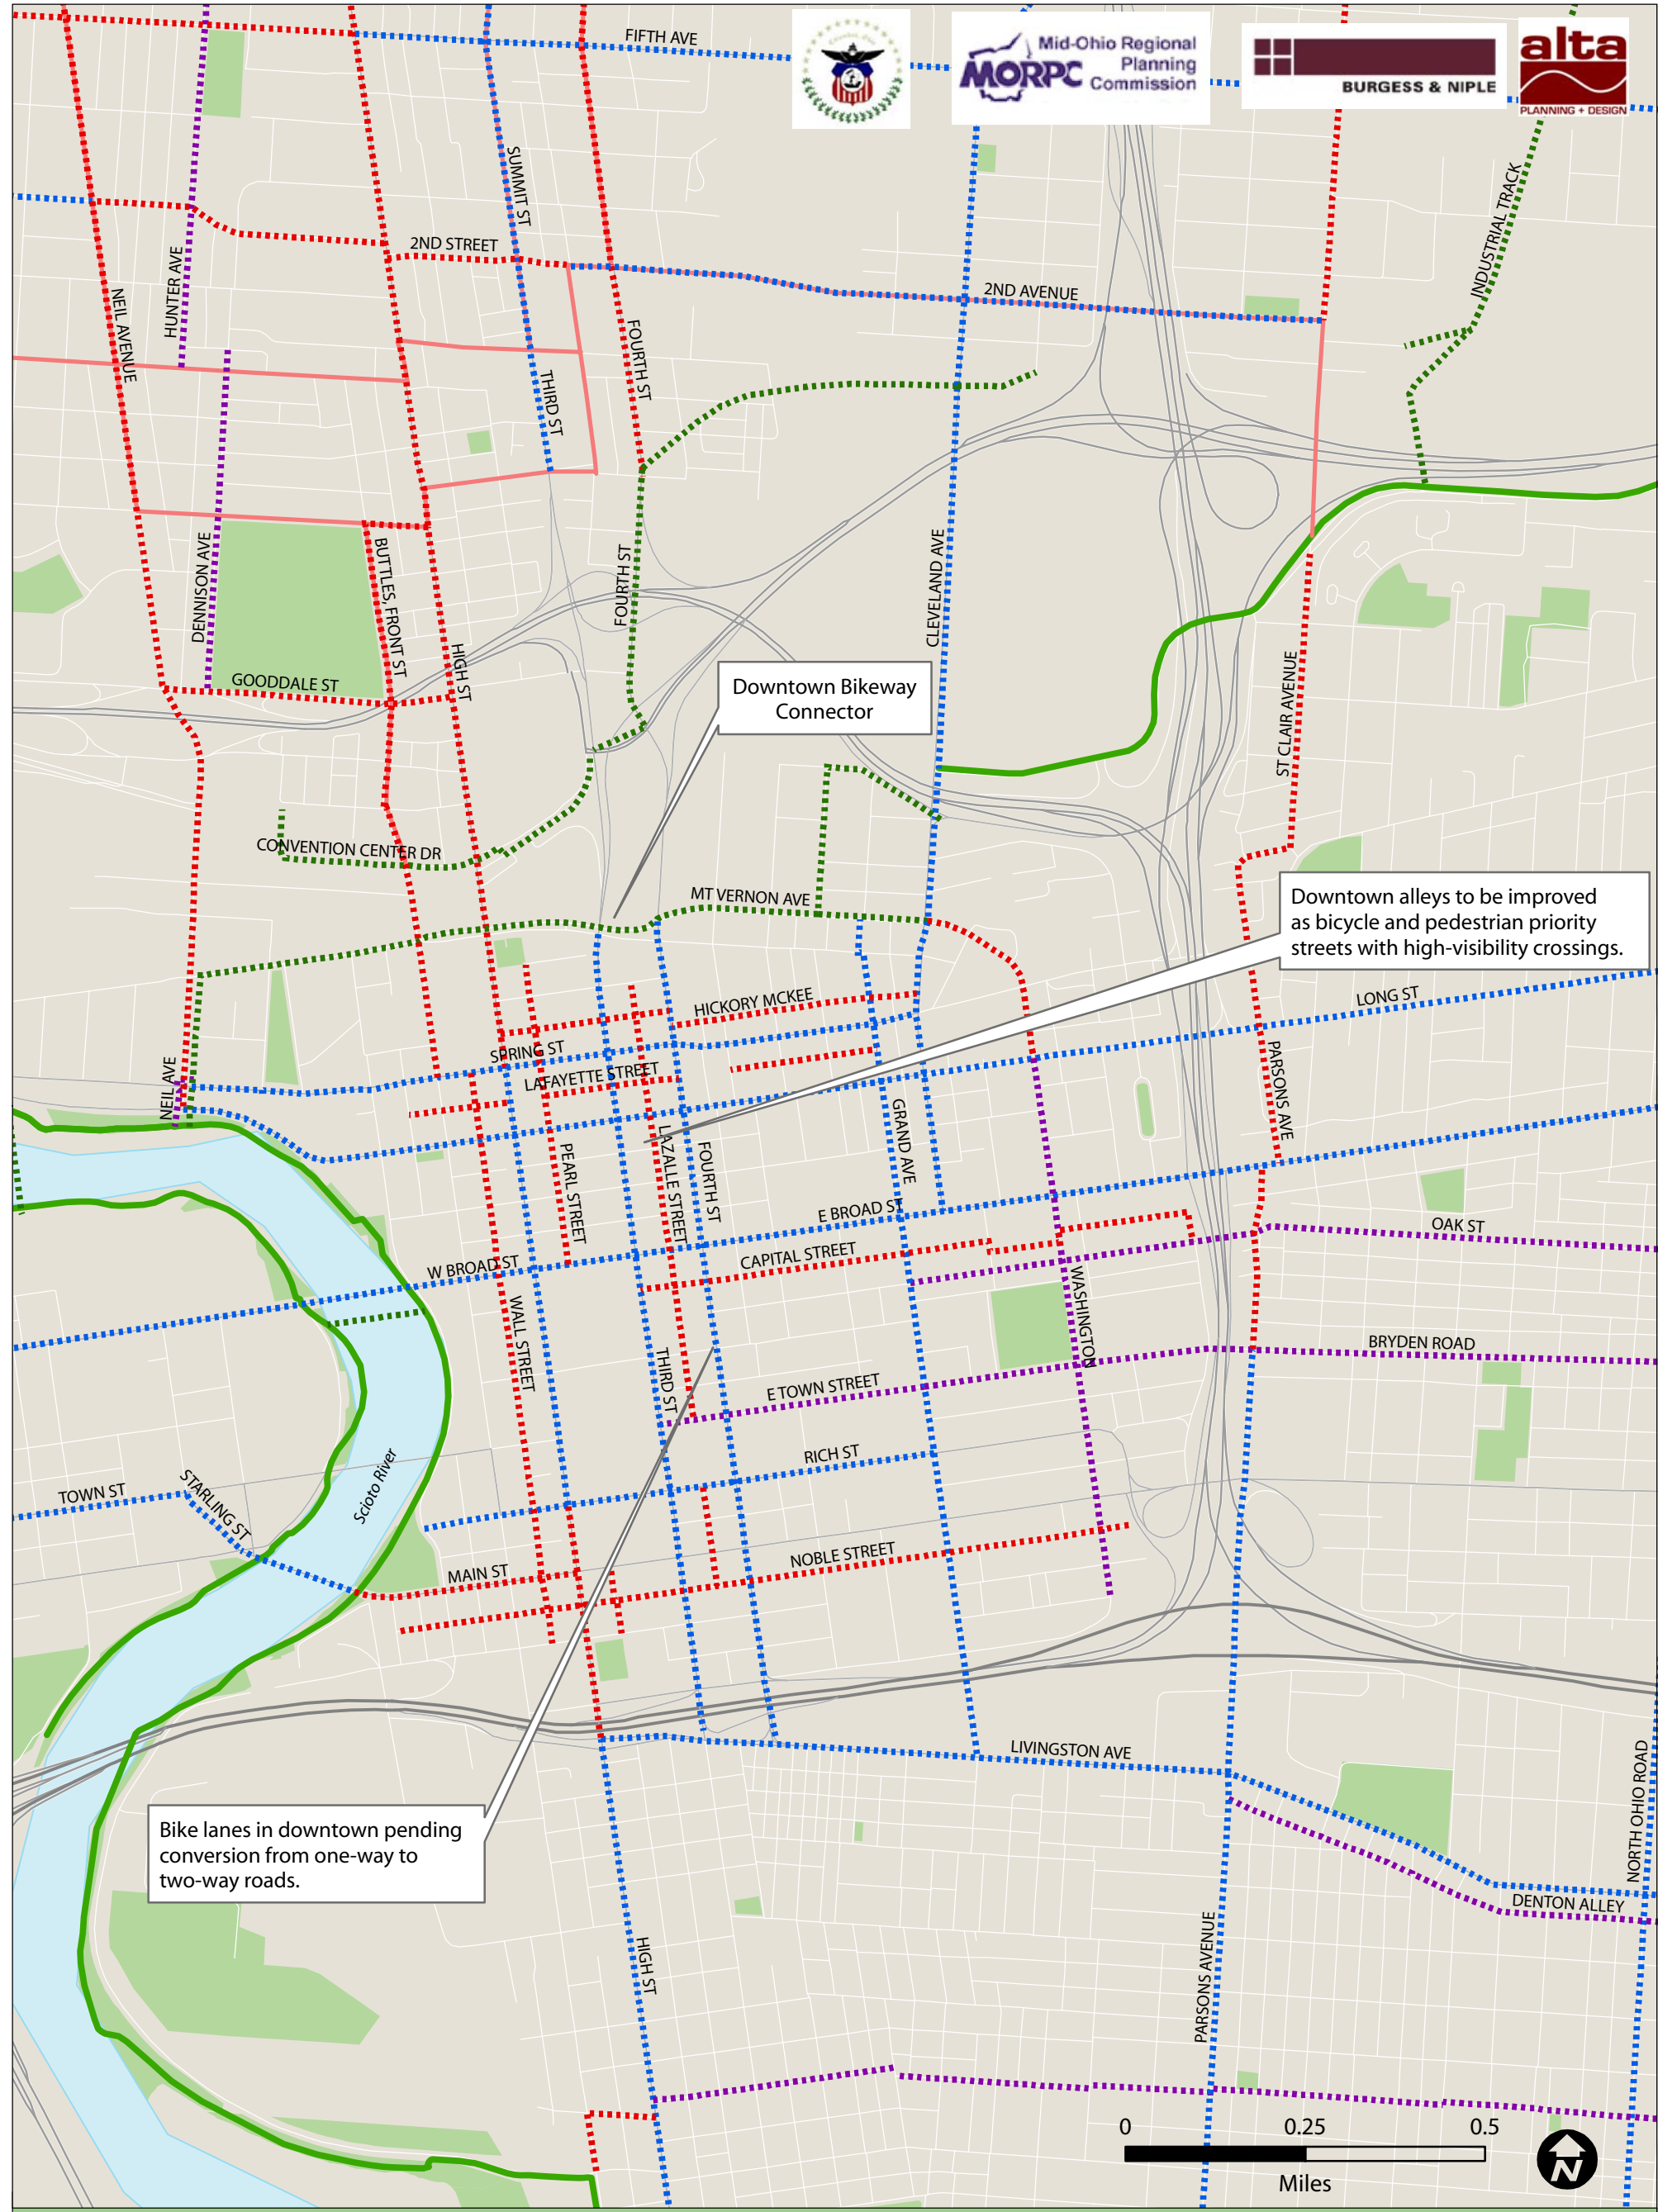 FIFTH AVE
Mid-Ohio Regional
Planning
Commission
MORPC
BURGESS & NIPLE
alta
PLANNING + DESIGN
SUMMIT ST
INDUSTRIAL TRACK
2ND STREET
HUNTER AVE
2ND AVENUE
NEIL AVENUE
FOURTH ST
THIRD ST
DENNISON AVE
BUTTLES, FRONT ST
FOURTH ST
CLEVELAND AVE
HIGH ST
GOODDALE ST
Downtown Bikeway
Connector
ST CLAIR AVENUE
CONVENTION CENTER DR
MT VERNON AVE
Downtown alleys to be improved
as bicycle and pedestrian priority
streets with high-visibility crossings.
HICKORY MCKEE
LONG ST
SPRING ST
LAFAYETTE STREET
NEIL AVE
PARSONS AVE
GRAND AVE
PEARL STREET
LAZALLE STREET
FOURTH ST
E BROAD ST
OAK ST
CAPITAL STREET
W BROAD ST
WASHINGTON
WALL STREET
BRYDEN ROAD
THIRD ST
E TOWN STREET
RICH ST
TOWN ST
STARLING ST
Scioto River
NOBLE STREET
MAIN ST
LIVINGSTON AVE
NORTH OHIO ROAD
Bike lanes in downtown pending
conversion from one-way to
two-way roads.
DENTON ALLEY
HIGH ST
PARSONS AVENUE
0 0.25 0.5
Miles
N